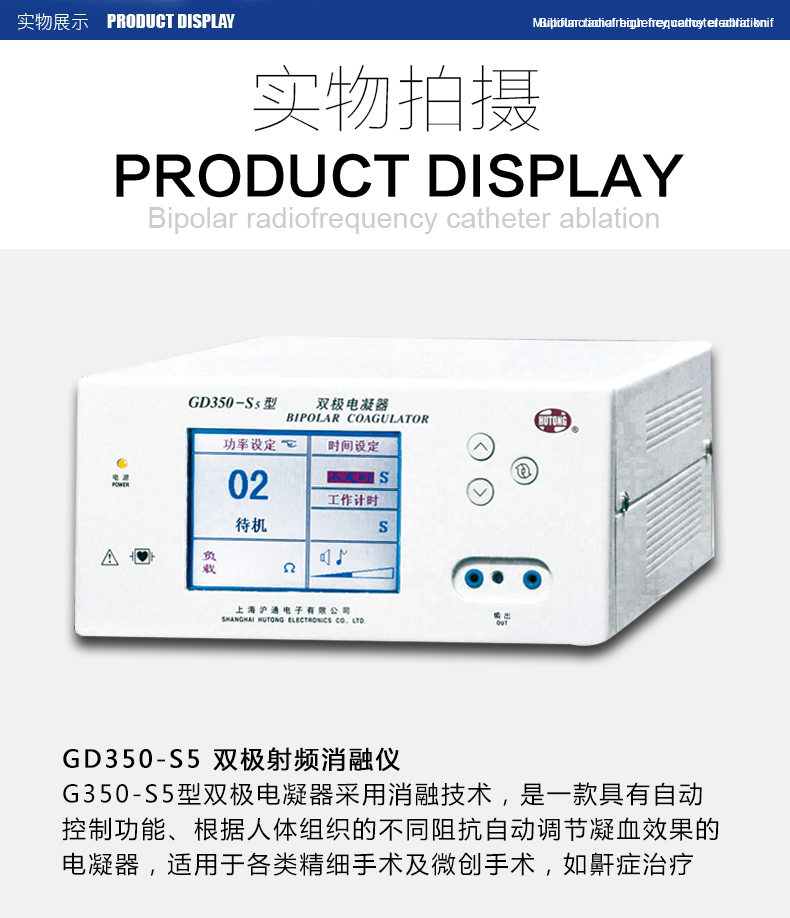 实物展示 PRODUCT DISPLAY
实物拍摄
PRODUCT DISPLAY
Bipolar radiofrequency catheter ablation
GD350-S5型 双极电凝器
BIPOLAR COAGULATOR
HUTONG ®
功率设定 时间设定
02
S
工作计时
待机 S
负载 Ω
电源
POWER
输出
OUT
上海沪通电子有限公司
SHANGHAI HUTONG ELECTRONICS CO., LTD.
GD350-S5 双极射频消融仪
G350-S5型双极电凝器采用消融技术，是一款具有自动
控制功能、根据人体组织的不同阻抗自动调节凝血效果的
电凝器，适用于各类精细手术及微创手术，如鼾症治疗